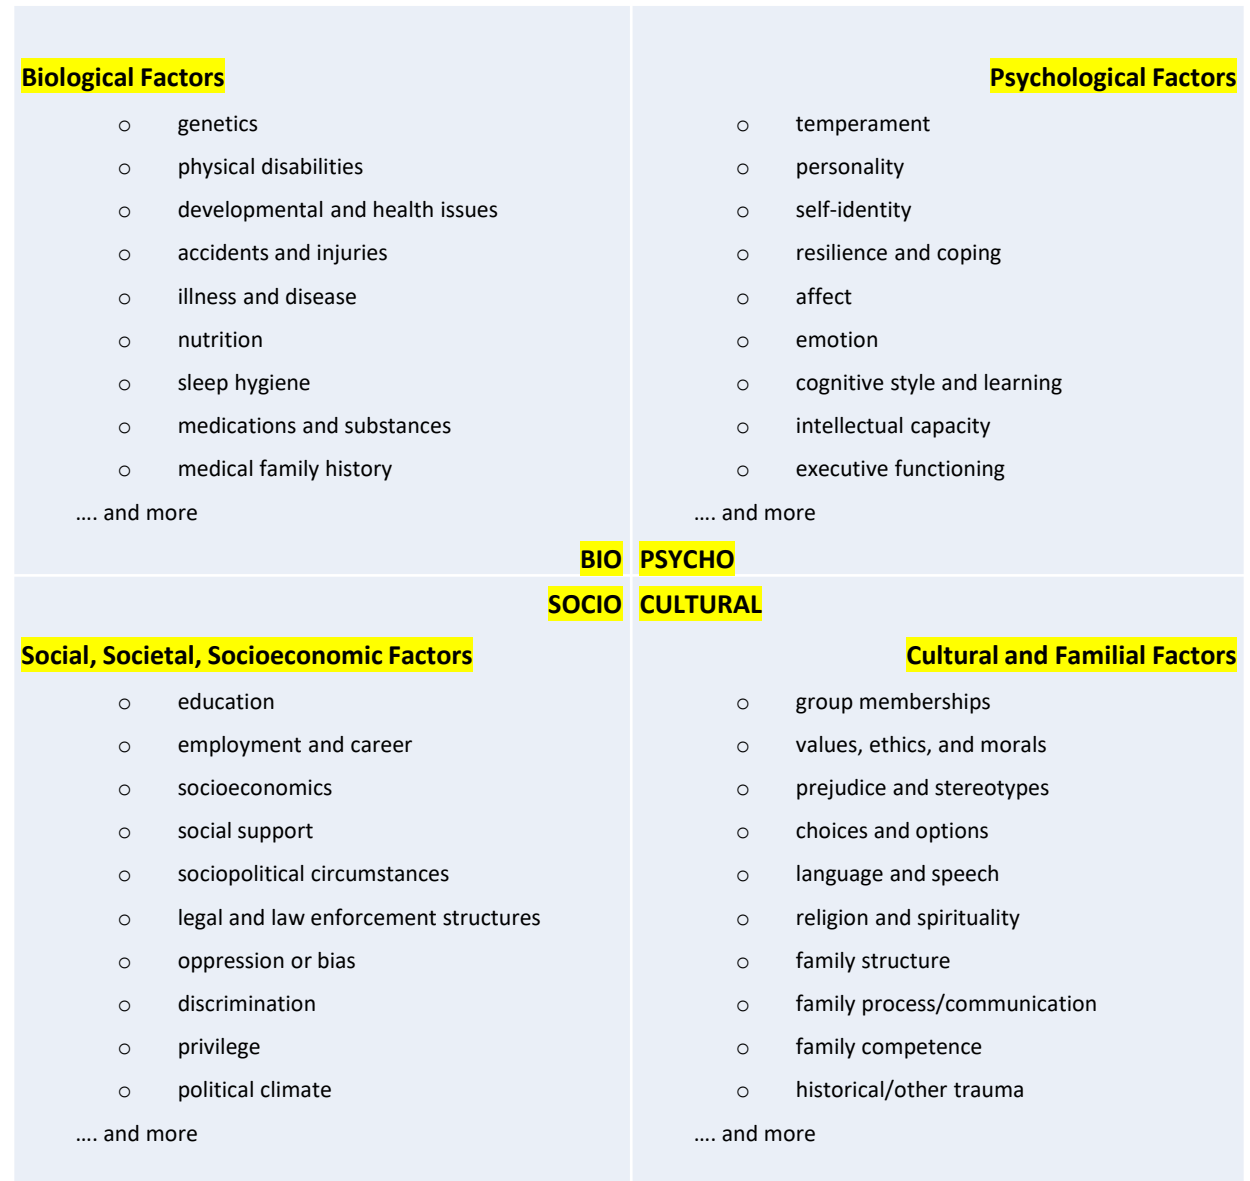 Biological Factors
o genetics
o physical disabilities
o developmental and health issues
o accidents and injuries
o illness and disease
o nutrition
o sleep hygiene
o medications and substances
o medical family history
…. and more
BIO
Psychological Factors
o temperament
o personality
o self-identity
o resilience and coping
o affect
o emotion
o cognitive style and learning
o intellectual capacity
o executive functioning
…. and more
PSYCHO
SOCIO
Social, Societal, Socioeconomic Factors
o education
o employment and career
o socioeconomics
o social support
o sociopolitical circumstances
o legal and law enforcement structures
o oppression or bias
o discrimination
o privilege
o political climate
…. and more
CULTURAL
Cultural and Familial Factors
o group memberships
o values, ethics, and morals
o prejudice and stereotypes
o choices and options
o language and speech
o religion and spirituality
o family structure
o family process/communication
o family competence
o historical/other trauma
…. and more